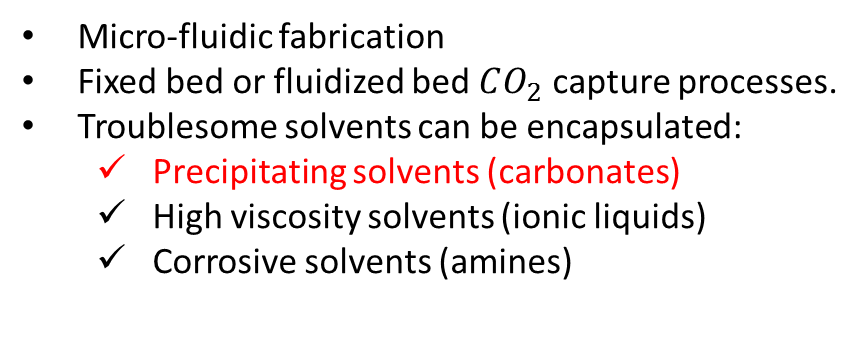 • Micro-fluidic fabrication
• Fixed bed or fluidized bed CO₂ capture processes.
• Troublesome solvents can be encapsulated:
✓ Precipitating solvents (carbonates)
✓ High viscosity solvents (ionic liquids)
✓ Corrosive solvents (amines)